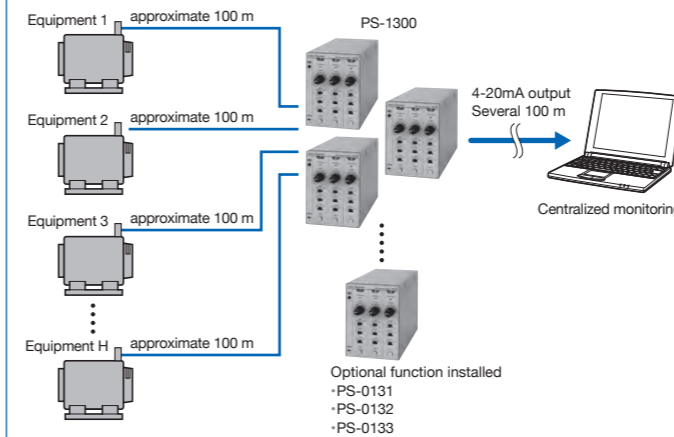 Equipment 1
approximate 100 m
PS-1300
Equipment 2
approximate 100 m
4-20mA output
Several 100 m
Equipment 3
approximate 100 m
Centralized monitoring
Equipment H
approximate 100 m
Optional function installed
•PS-0131
•PS-0132
•PS-0133